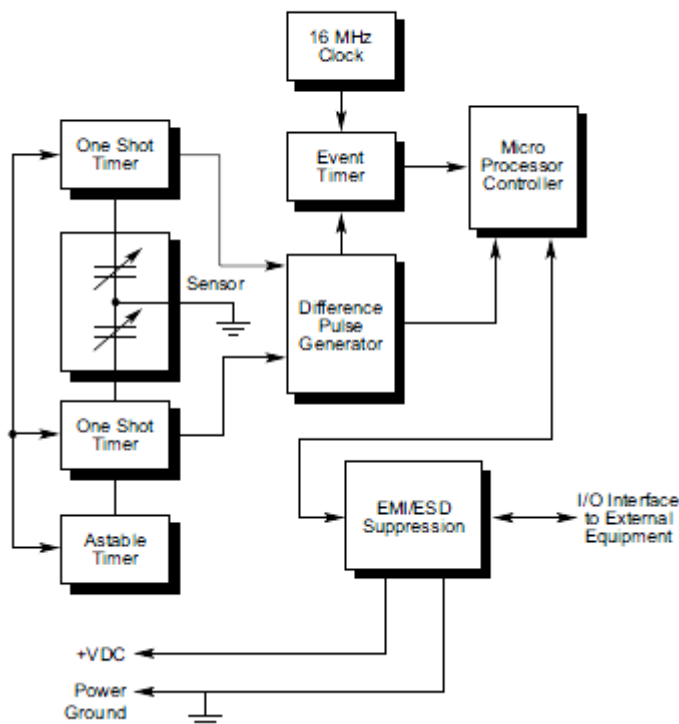 16 MHz
Clock
One Shot
Timer
Event
Timer
Micro
Processor
Controller
Sensor
Difference
Pulse
Generator
One Shot
Timer
EMI/ESD
Suppression
I/O Interface
to External
Equipment
Astable
Timer
+VDC
Power
Ground